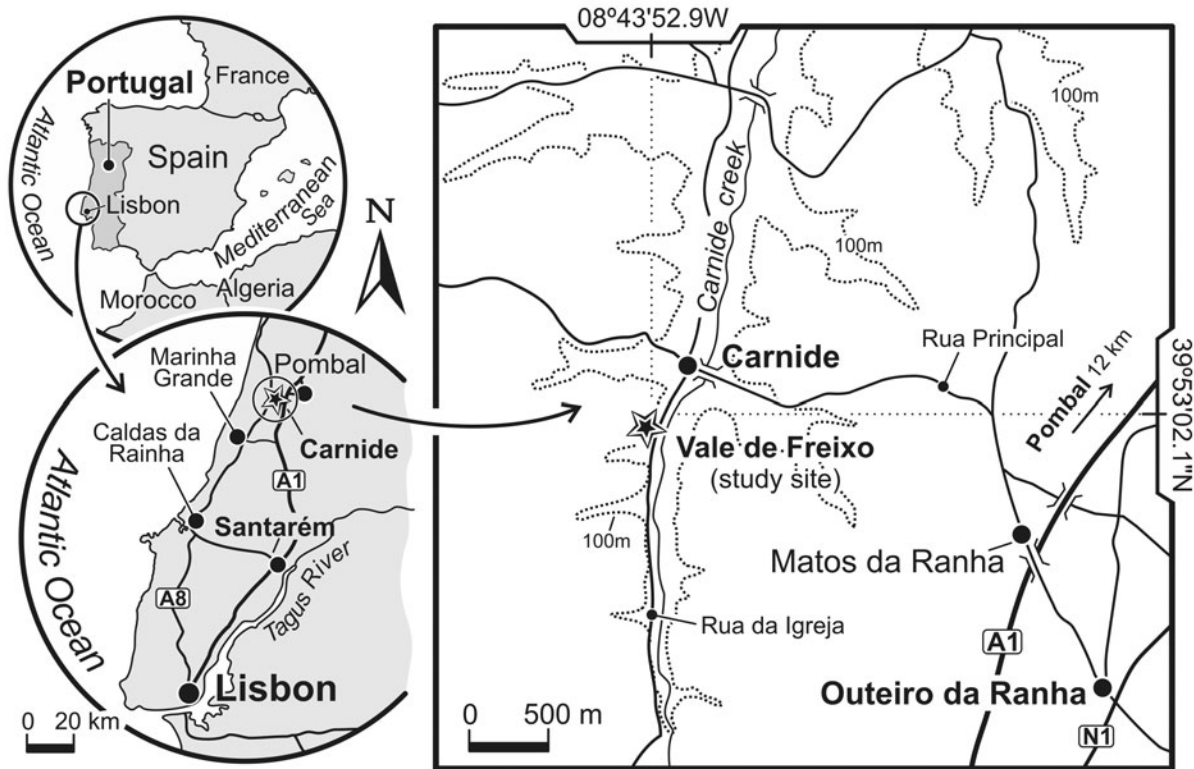 Portugal
France
Atlantic Ocean
Spain
Lisbon
Mediterranean
Sea
Morocco
Algeria
N
Marinha
Grande
Pombal
Caldas da
Rainha
Carnide
A1
Santarém
A8
Tagus River
Atlantic Ocean
Lisbon
0 20 km
08º43'52.9W
100m
Carnide creek
100m
Rua Principal
Carnide
39º53'02.1"N
Pombal 12 km
Vale de Freixo
(study site)
100m
Matos da Ranha
Rua da Igreja
A1
Outeiro da Ranha
0 500 m
N1